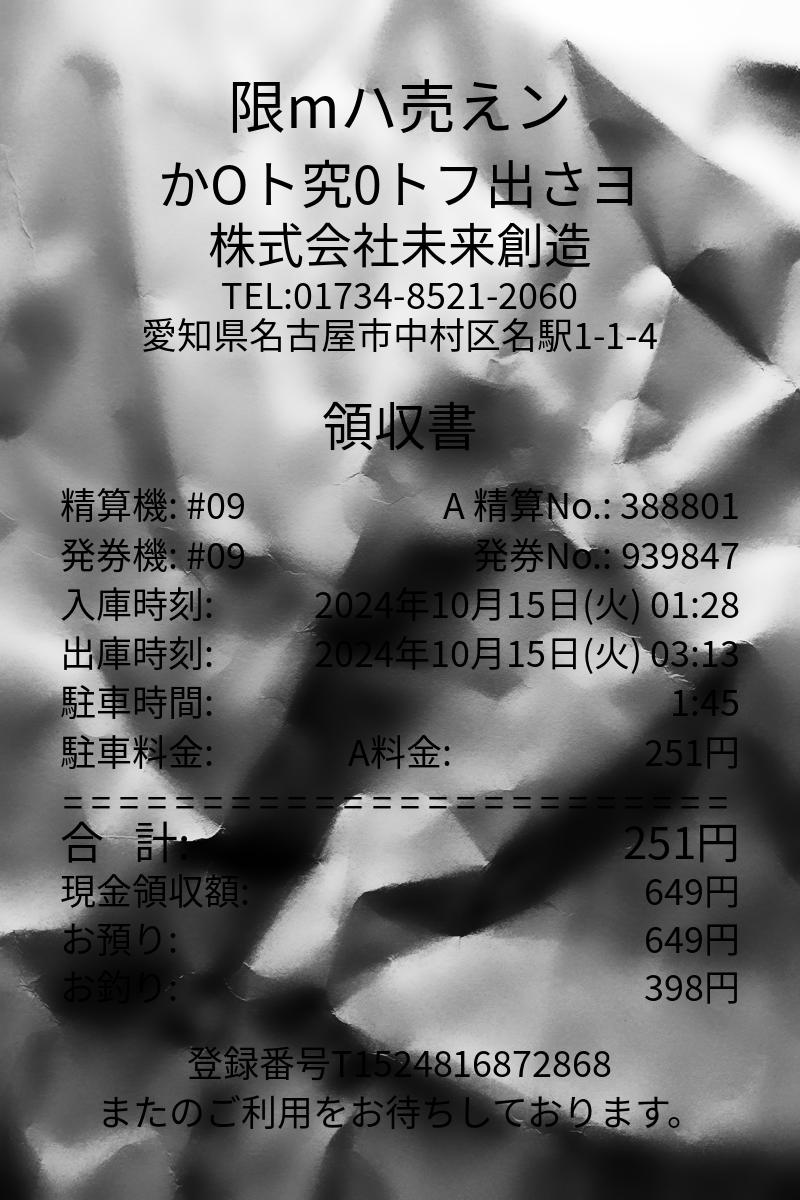 限mハ売えン
かOト究0トフ出さヨ
株式会社未来創造
TEL:01734-8521-2060
愛知県名古屋市中村区名駅1-1-4
領収書
精算機: #09 A 精算No.: 388801
発券機: #09 発券No.: 939847
入庫時刻: 2024年10月15日(火) 01:28
出庫時刻: 2024年10月15日(火) 03:13
駐車時間: 1:45
駐車料金: A料金: 251円
========================
合 計: 251円
現金領収額: 649円
お預り: 649円
お釣り: 398円
登録番号T1524816872868
またのご利用をお待ちしております。